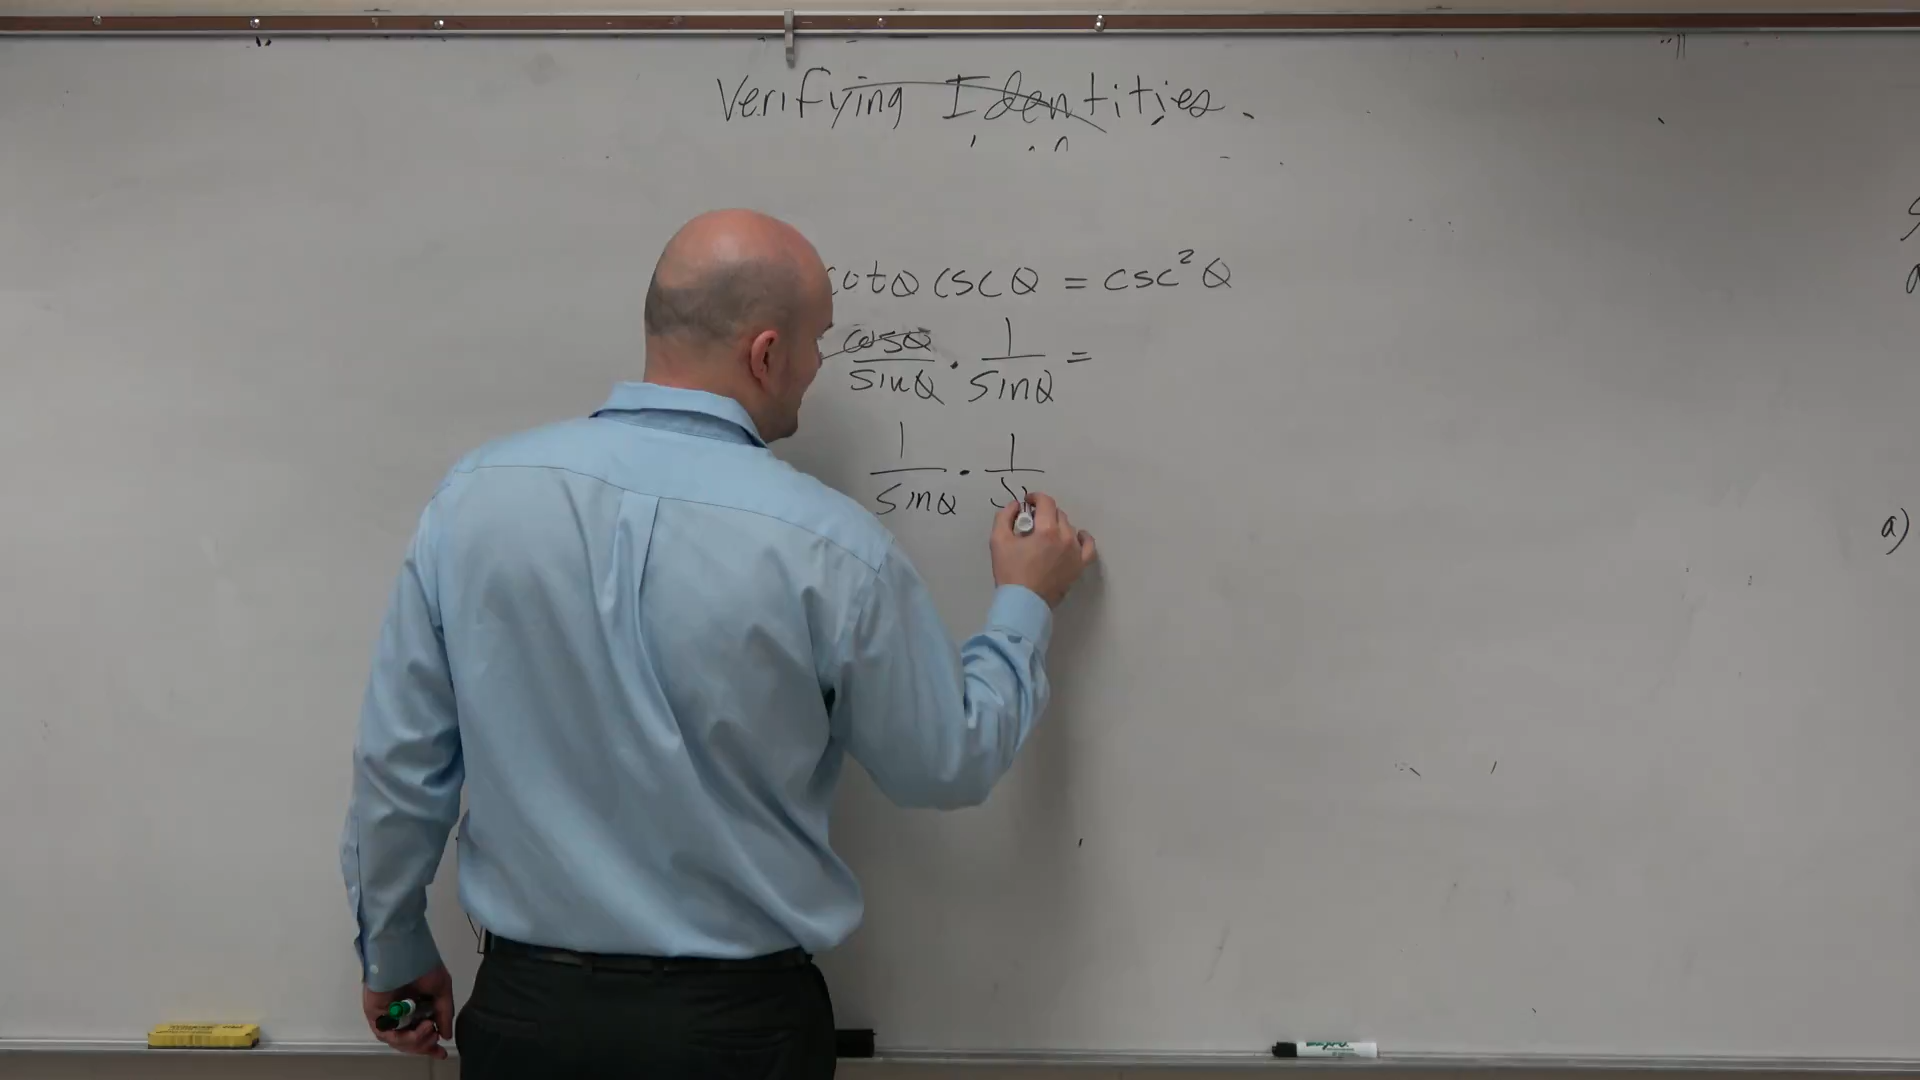 Verifying Identities.
cotθ cscθ = csc²θ
cosθ/sinθ · 1/sinθ =
1/sinθ · 1/
a)